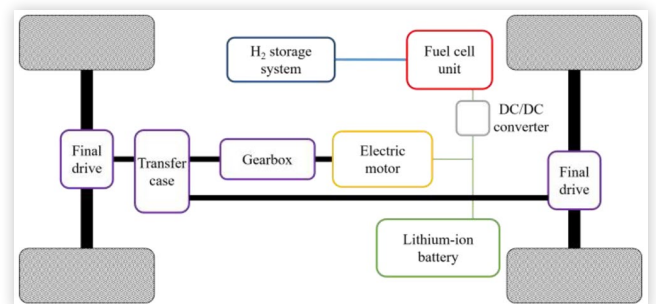 H₂ storage
system
Fuel cell
unit
DC/DC
converter
Final
drive
Transfer
case
Gearbox
Electric
motor
Final
drive
Lithium-ion
battery